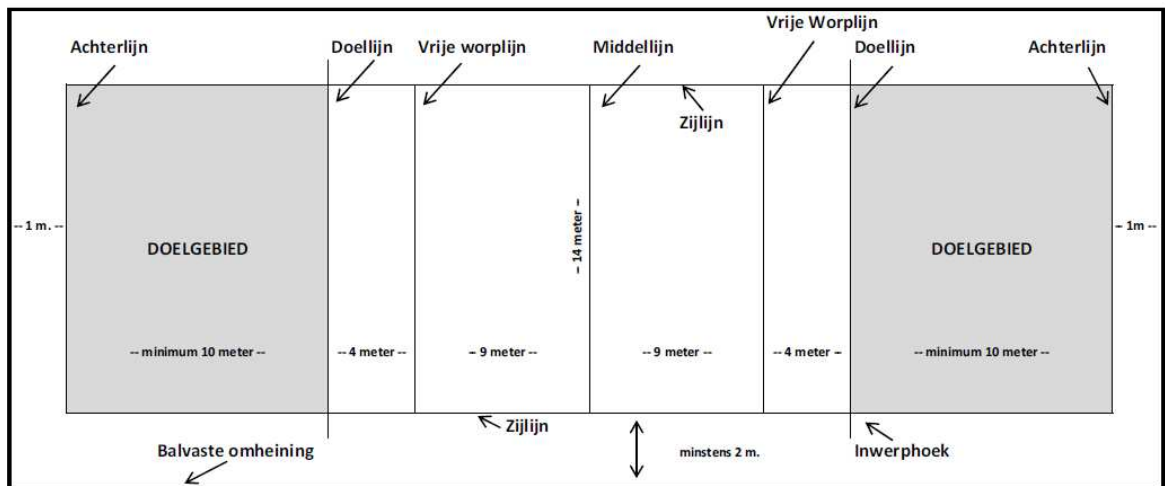 Vrije Worplijn
Achterlijn Doellijn Vrije worplijn Middellijn Doellijn Achterlijn
Zijlijn
-- 1 m. -- -- 14 meter -- -- 1m --
DOELGEBIED DOELGEBIED
-- minimum 10 meter -- -- 4 meter -- -- 9 meter -- -- 9 meter -- -- 4 meter -- -- minimum 10 meter --
Zijlijn
Balvaste omheining minstens 2 m. Inwerphoek